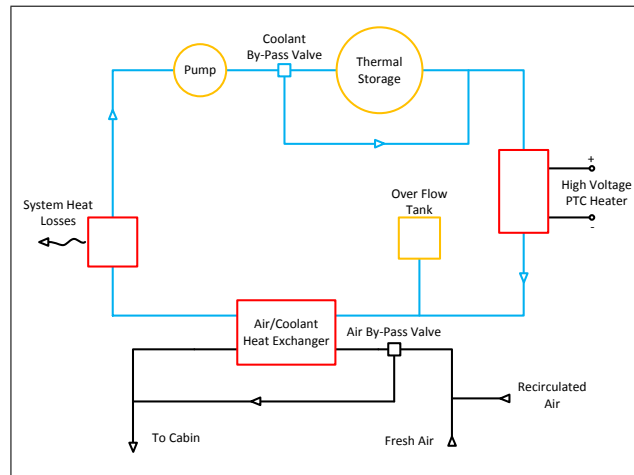 Coolant
By-Pass Valve
Pump
Thermal
Storage
+
High Voltage
PTC Heater
-
Over Flow
Tank
System Heat
Losses
Air/Coolant
Heat Exchanger
Air By-Pass Valve
Recirculated
Air
To Cabin
Fresh Air